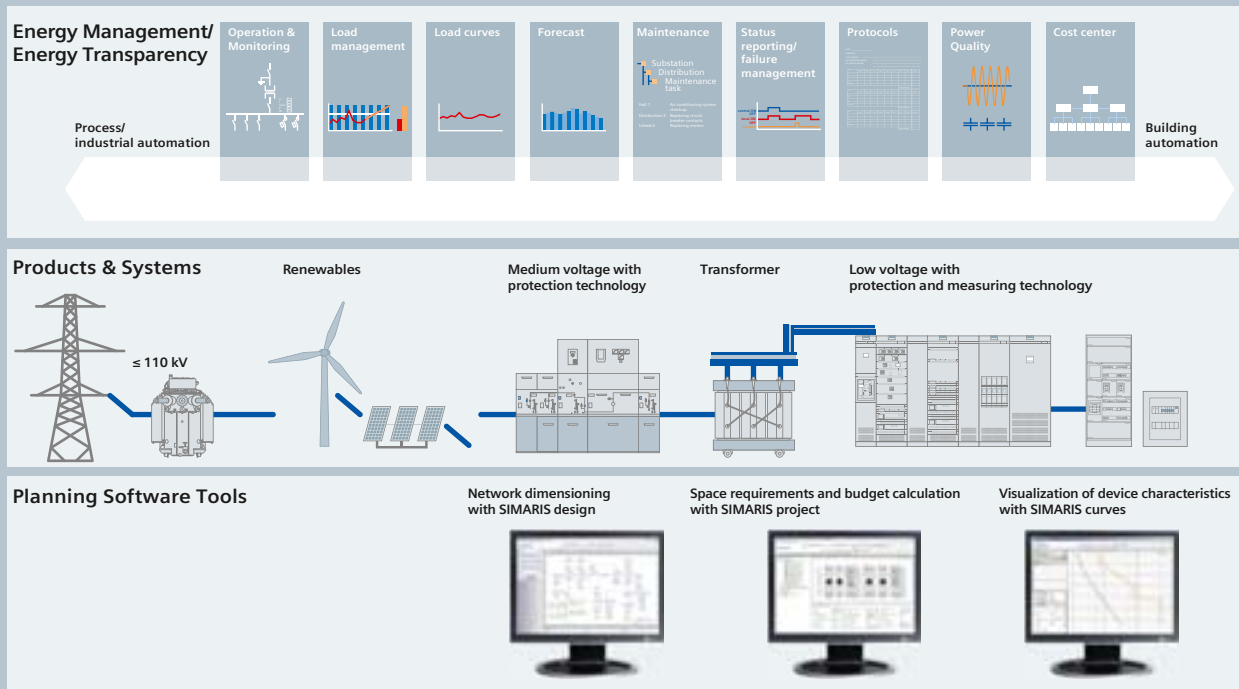 Energy Management/
Energy Transparency
Process/
industrial automation
Operation &
Monitoring
Load
management
Load curves
Forecast
Maintenance
Substation
Distribution
Maintenance
task
Status
reporting/
failure
management
Protocols
Power
Quality
Cost center
Building
automation
Products & Systems
Renewables
Medium voltage with
protection technology
Transformer
Low voltage with
protection and measuring technology
≤ 110 kV
Planning Software Tools
Network dimensioning
with SIMARIS design
Space requirements and budget calculation
with SIMARIS project
Visualization of device characteristics
with SIMARIS curves